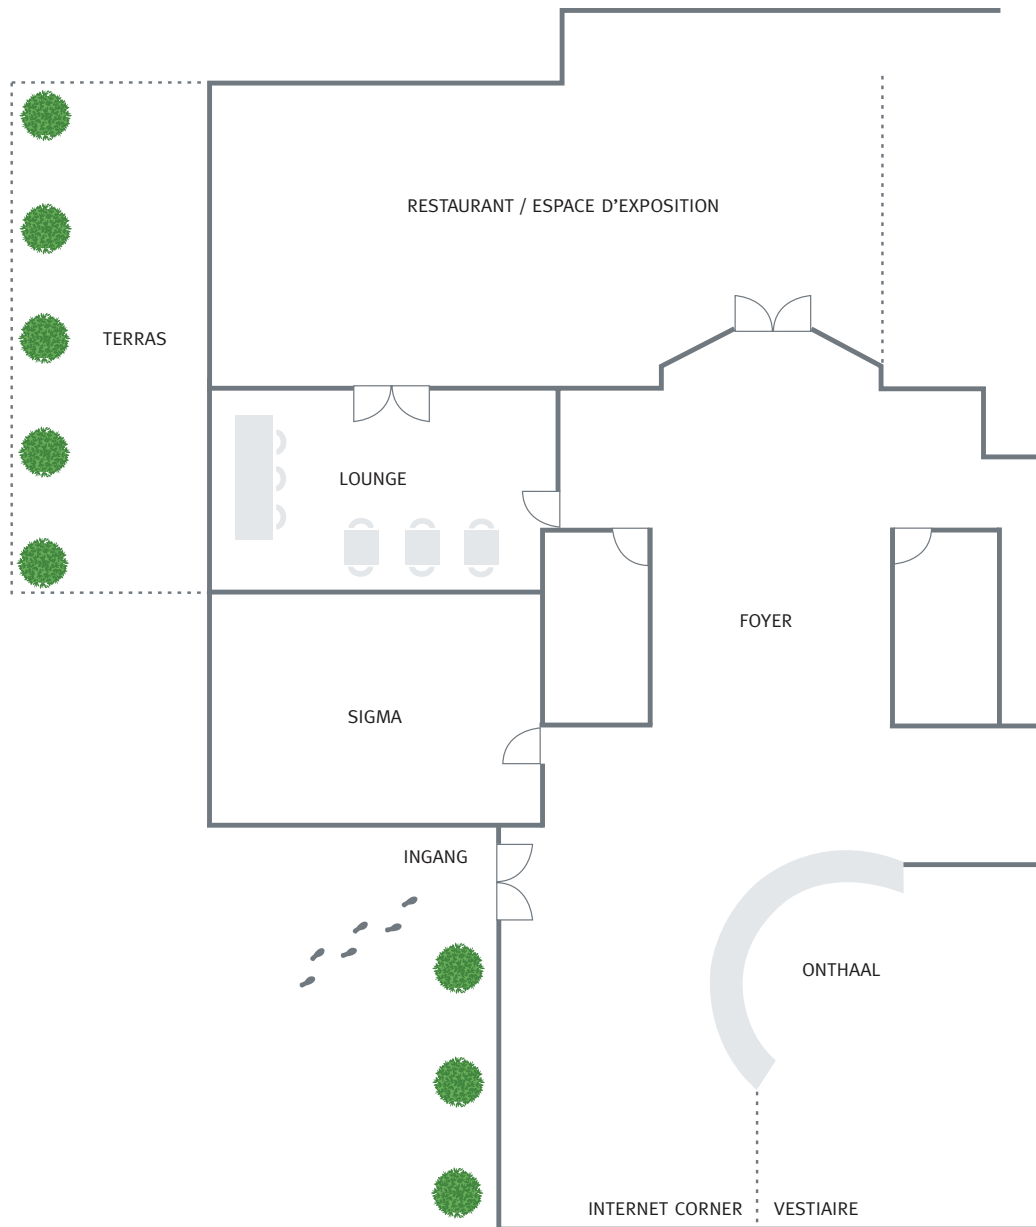 RESTAURANT / ESPACE D’EXPOSITION
TERRAS
LOUNGE
FOYER
SIGMA
INGANG
ONTHAAL
INTERNET CORNER
VESTIAIRE